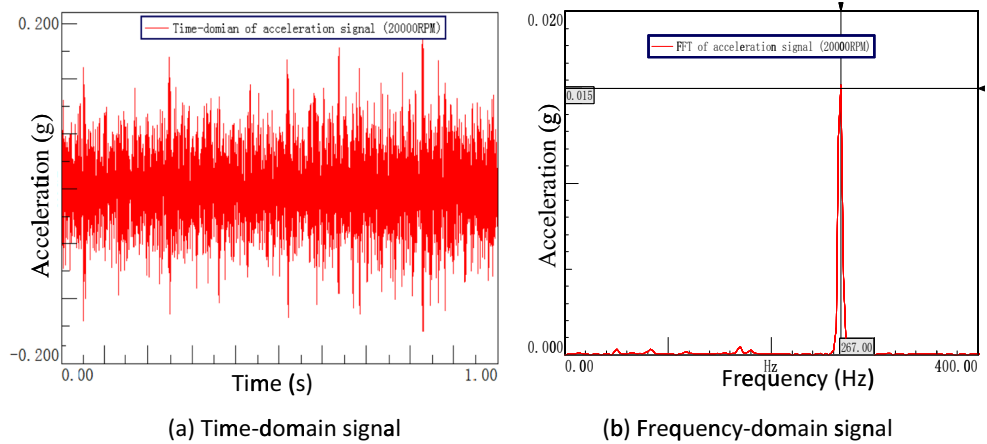 0.200
Time-domian of acceleration signal (20000RPM)
Acceleration (g)
-0.200
0.00
1.00
Time (s)
(a) Time-domain signal
0.020
FFT of acceleration signal (20000RPM)
0.015
Acceleration (g)
0.000
267.00
0.00
Hz
400.00
Frequency (Hz)
(b) Frequency-domain signal